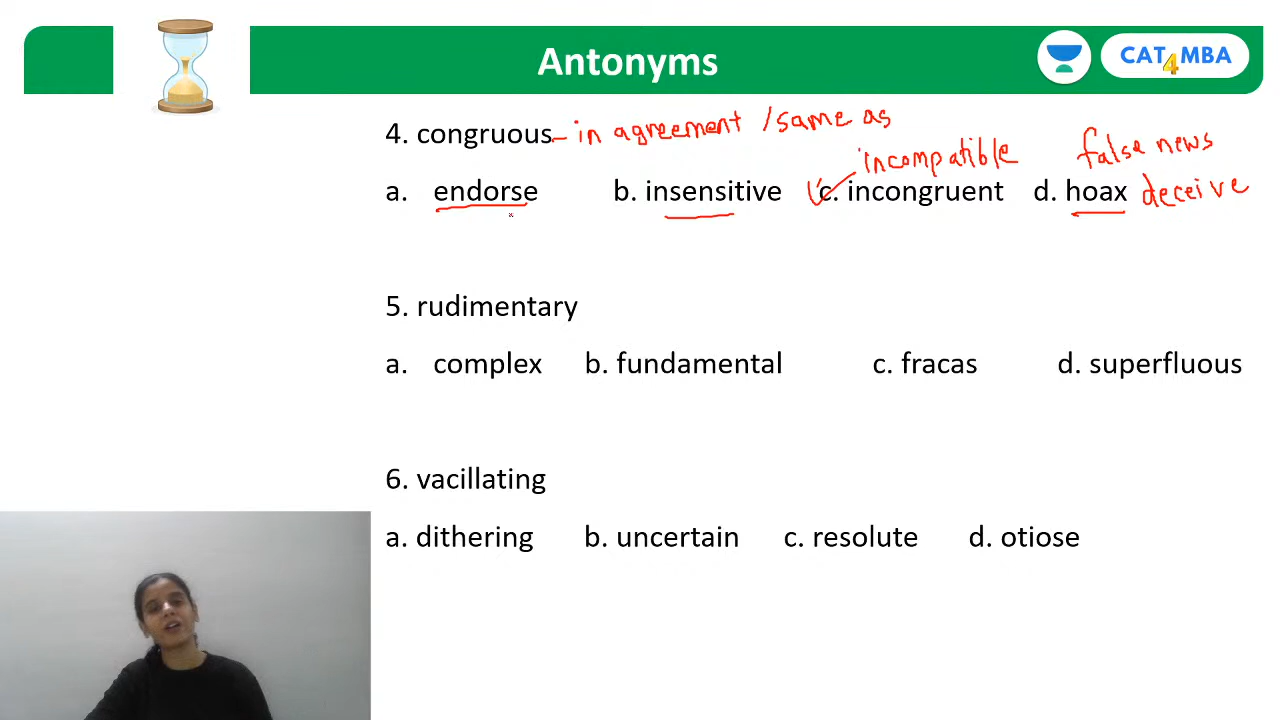 Antonyms
CAT4MBA
4. congruous - in agreement / same as
incompatible
false news
a. endorse b. insensitive c. incongruent d. hoax deceive
5. rudimentary
a. complex b. fundamental c. fracas d. superfluous
6. vacillating
a. dithering b. uncertain c. resolute d. otiose